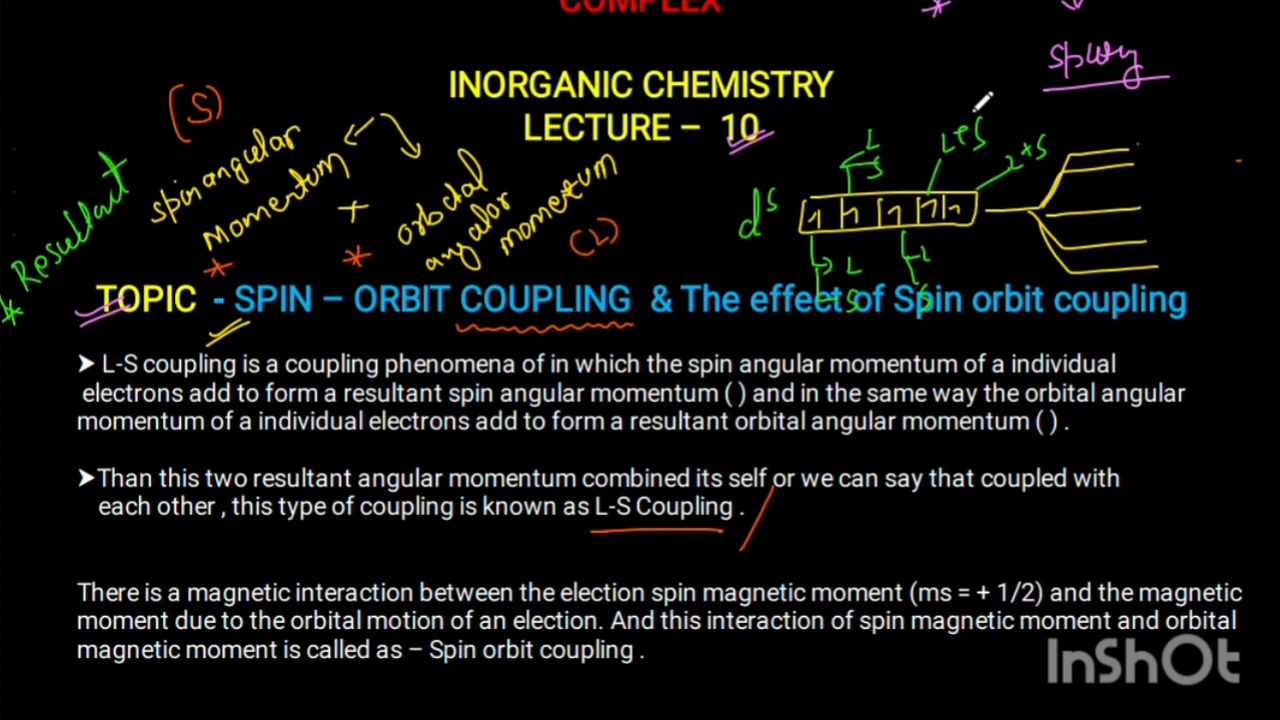 COMPLEX
INORGANIC CHEMISTRY
LECTURE – 10
(S)
spin angular
Momentum
+
orbital
angular
momentum
(L)
* Resultant
d⁵
L
S
L+S
L+S
L
S
L
S
TOPIC - SPIN – ORBIT COUPLING & The effect of Spin orbit coupling
➤ L-S coupling is a coupling phenomena of in which the spin angular momentum of a individual
electrons add to form a resultant spin angular momentum ( ) and in the same way the orbital angular
momentum of a individual electrons add to form a resultant orbital angular momentum ( ) .
➤Than this two resultant angular momentum combined its self or we can say that coupled with
each other , this type of coupling is known as L-S Coupling .
There is a magnetic interaction between the election spin magnetic moment (ms = + 1/2) and the magnetic
moment due to the orbital motion of an election. And this interaction of spin magnetic moment and orbital
magnetic moment is called as – Spin orbit coupling .
InShOt